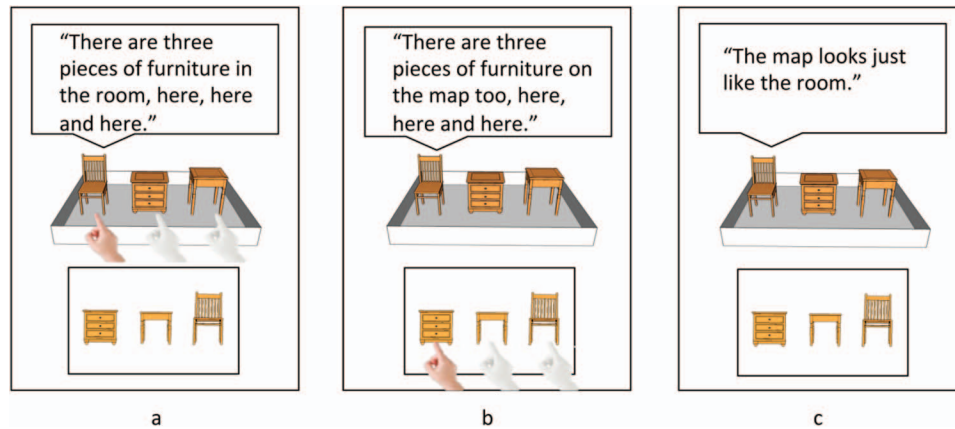 “There are three
pieces of furniture in
the room, here, here
and here.”
“There are three
pieces of furniture on
the map too, here,
here and here.”
“The map looks just
like the room.”
a
b
c